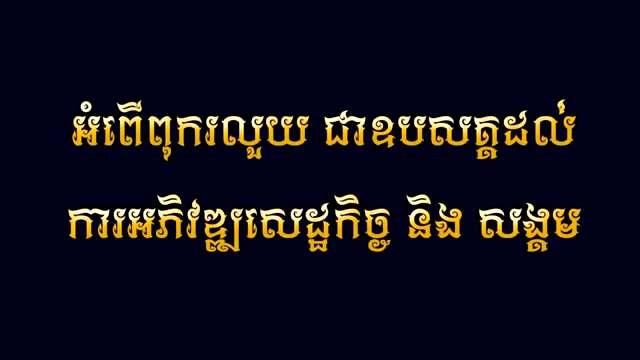 អំពើពុករលួយ ជាឧបសគ្គដល់
ការអភិវឌ្ឍសេដ្ឋកិច្ច និង សង្គម